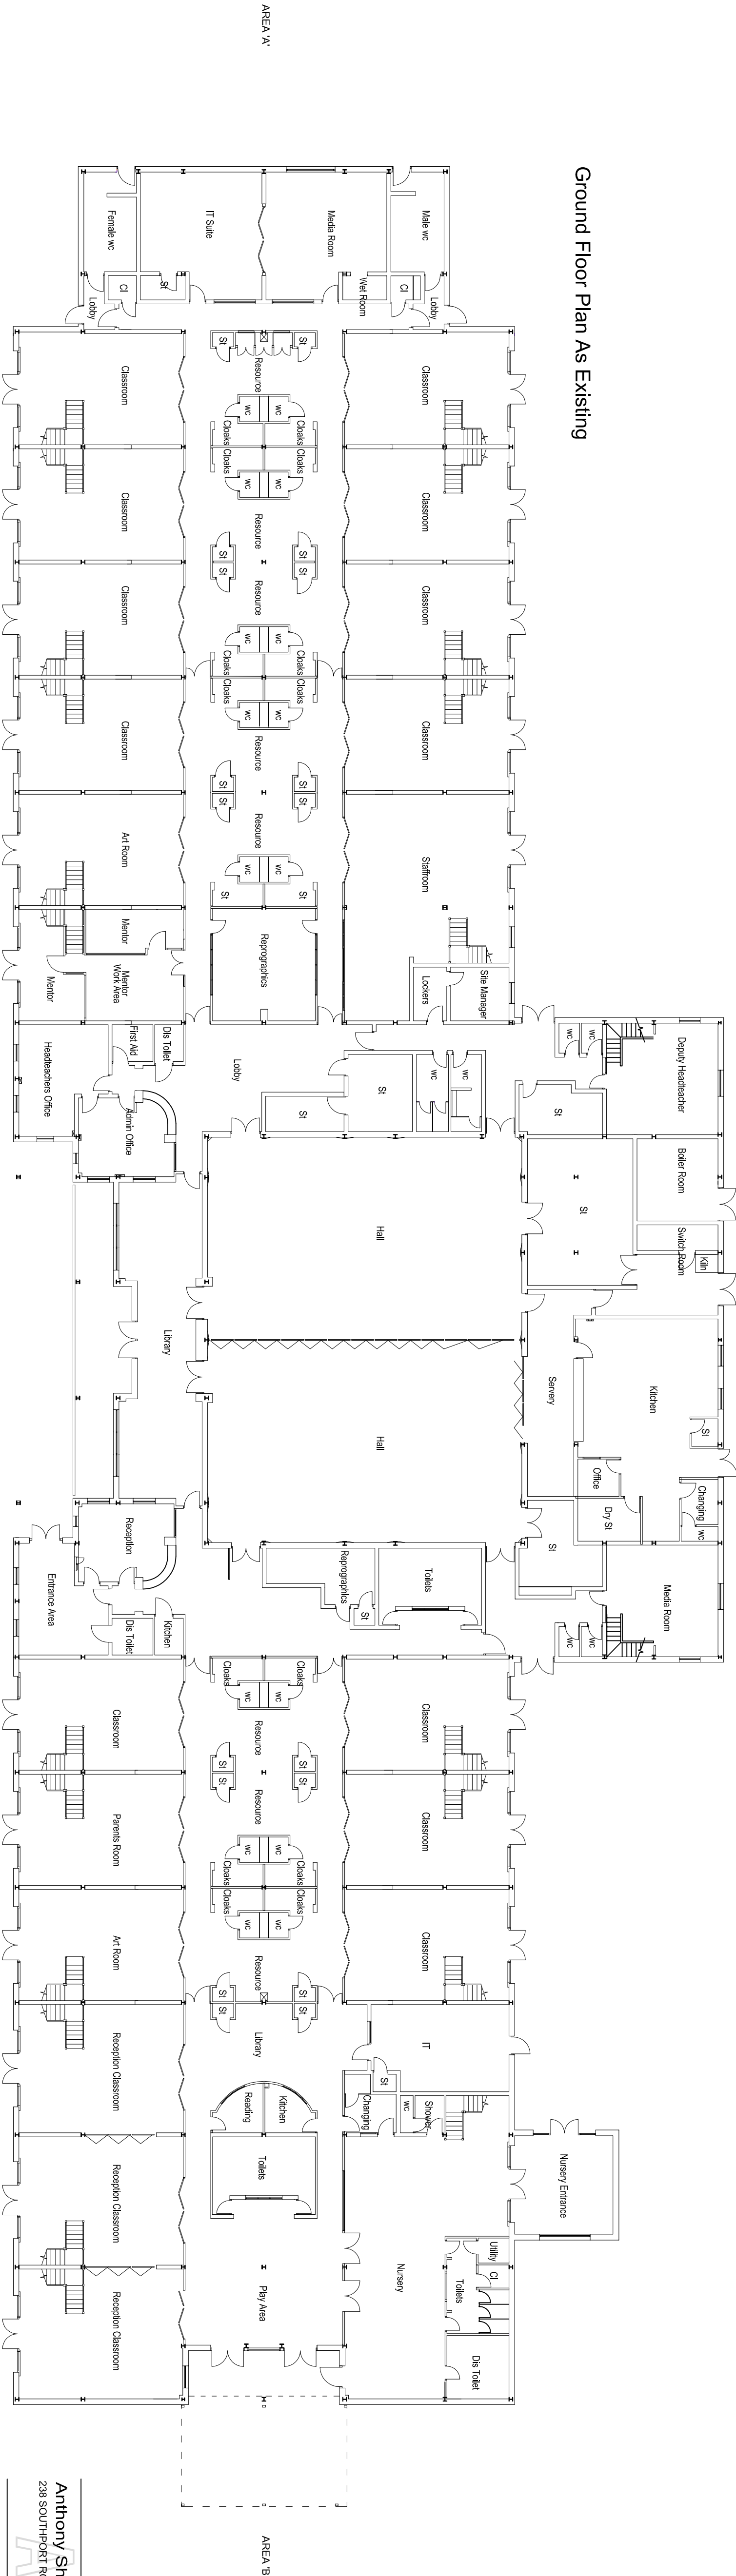 Ground Floor Plan As Existing
AREA 'A'
Male wc
Media Room
IT Suite
Female wc
Cl
Wet Room
St
Cl
Lobby
Lobby
St
St
Resource
Classroom
Classroom
wc
wc
Cloaks
Cloaks
Cloaks
Cloaks
wc
wc
Classroom
Resource
Classroom
St
St
St
St
Classroom
Resource
Classroom
wc
wc
Cloaks
Cloaks
Cloaks
Cloaks
wc
wc
Classroom
Resource
Classroom
St
St
St
St
Resource
Art Room
Staffroom
wc
wc
St
St
Mentor
Reprographics
Mentor
Work Area
Mentor
Lockers
Site Manager
Headteachers Office
First Aid
Dis Toilet
Lobby
Admin Office
St
St
wc
wc
wc
wc
Deputy Headteacher
St
Boiler Room
St
Switch Room
Kiln
Hall
Library
Hall
Servery
Kitchen
St
Office
Changing
wc
Dry St
St
Media Room
wc
wc
Reception
Entrance Area
Dis Toilet
Kitchen
Reprographics
St
Toilets
Cloaks
Cloaks
wc
wc
Classroom
Resource
Classroom
St
St
St
St
Parents Room
Resource
Classroom
wc
wc
Cloaks
Cloaks
Cloaks
Cloaks
wc
wc
Art Room
Resource
Classroom
St
St
St
St
Library
IT
Reception Classroom
St
Reading
Kitchen
Changing
wc
Shower
Toilets
Nursery Entrance
Reception Classroom
Nursery
Utility
Cl
Toilets
Play Area
Dis Toilet
Reception Classroom
AREA 'B
Anthony Sh
238 SOUTHPORT R